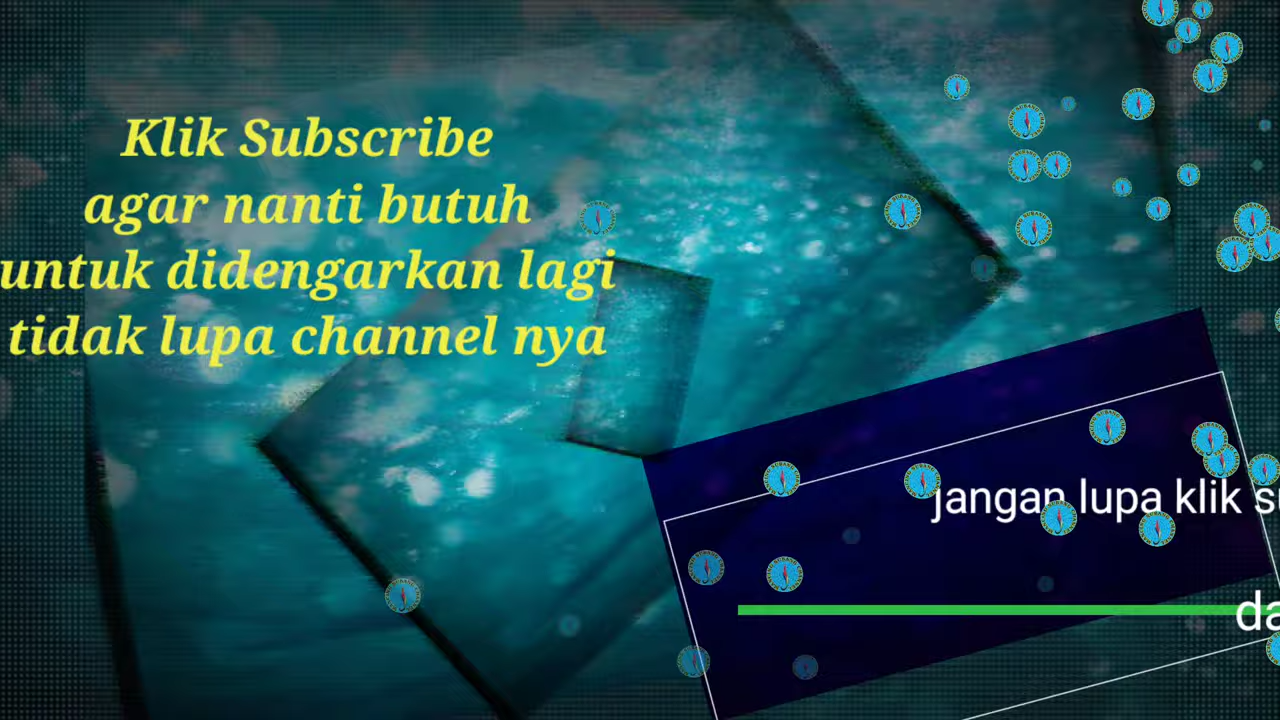 Klik Subscribe
agar nanti butuh
untuk didengarkan lagi
tidak lupa channel nya
jangan lupa klik